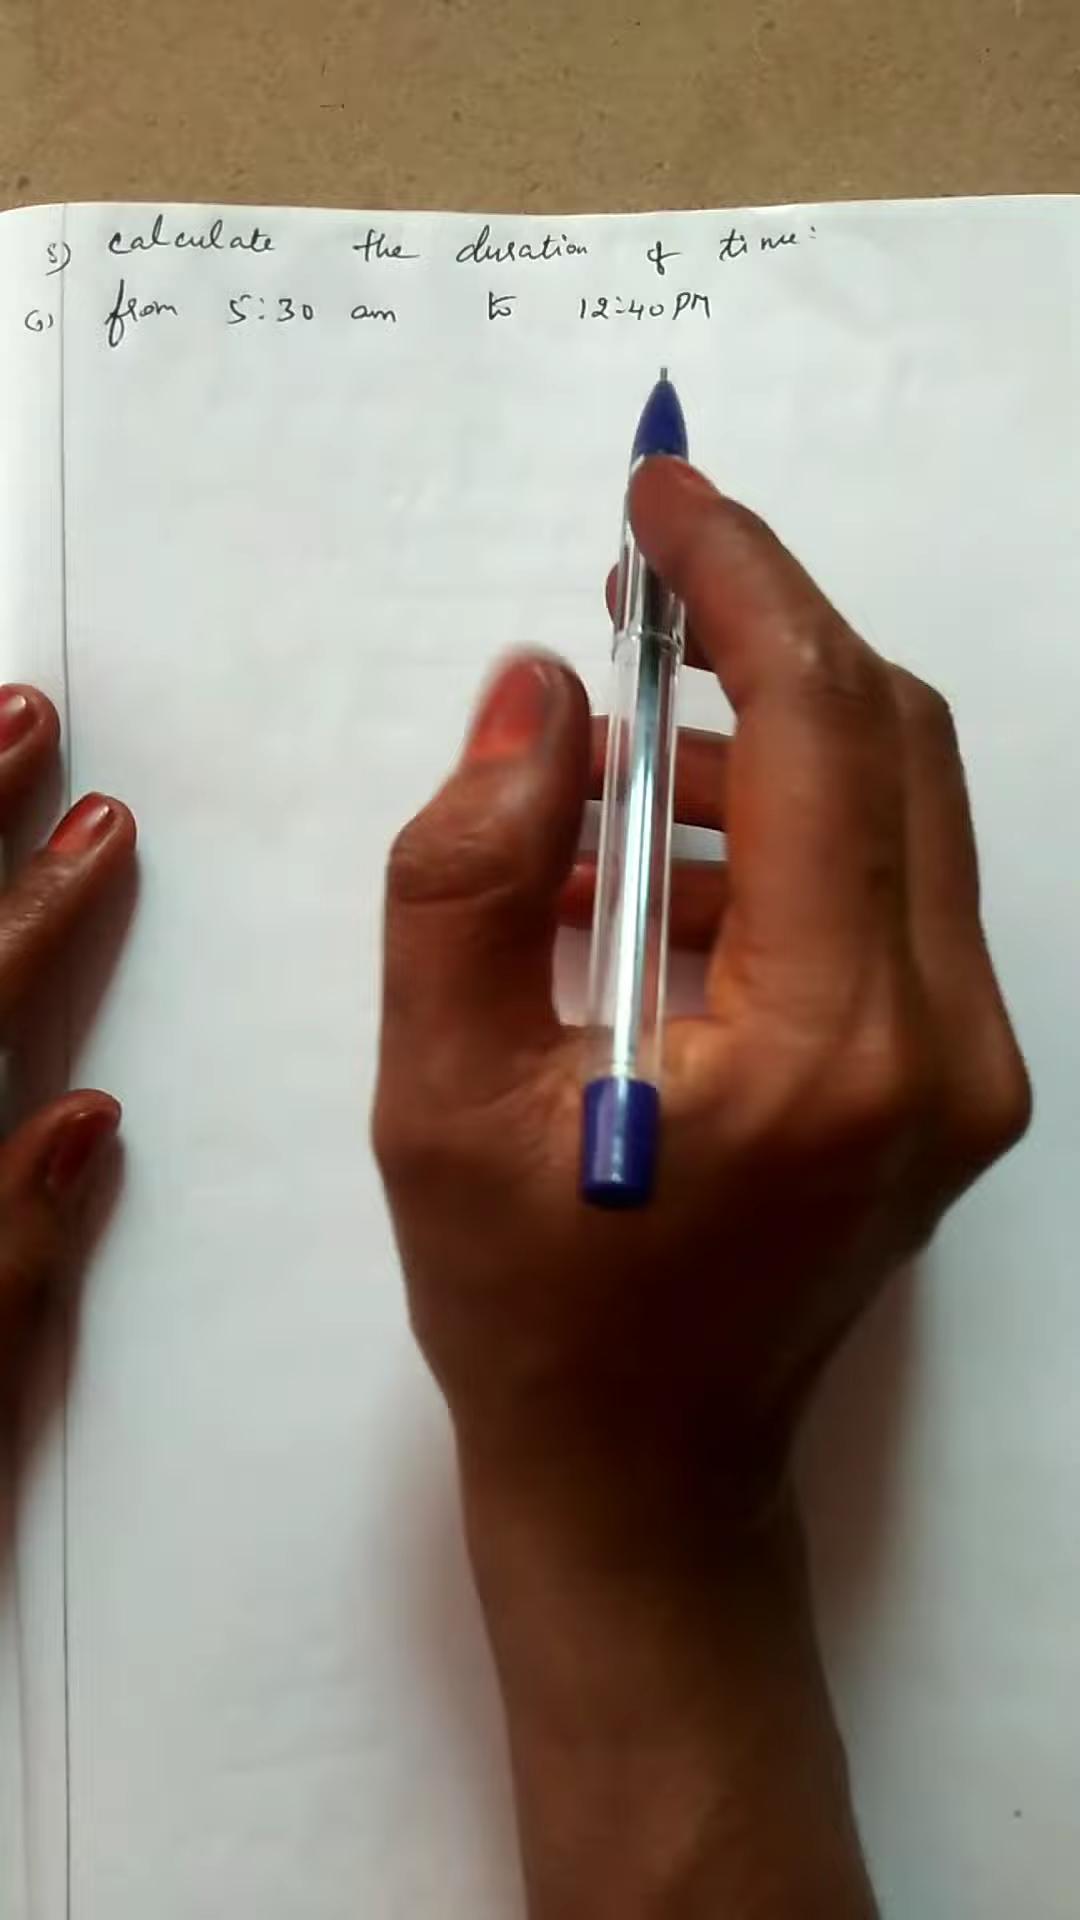 5) calculate the duration of time:
(i) from 5:30 am to 12:40 PM